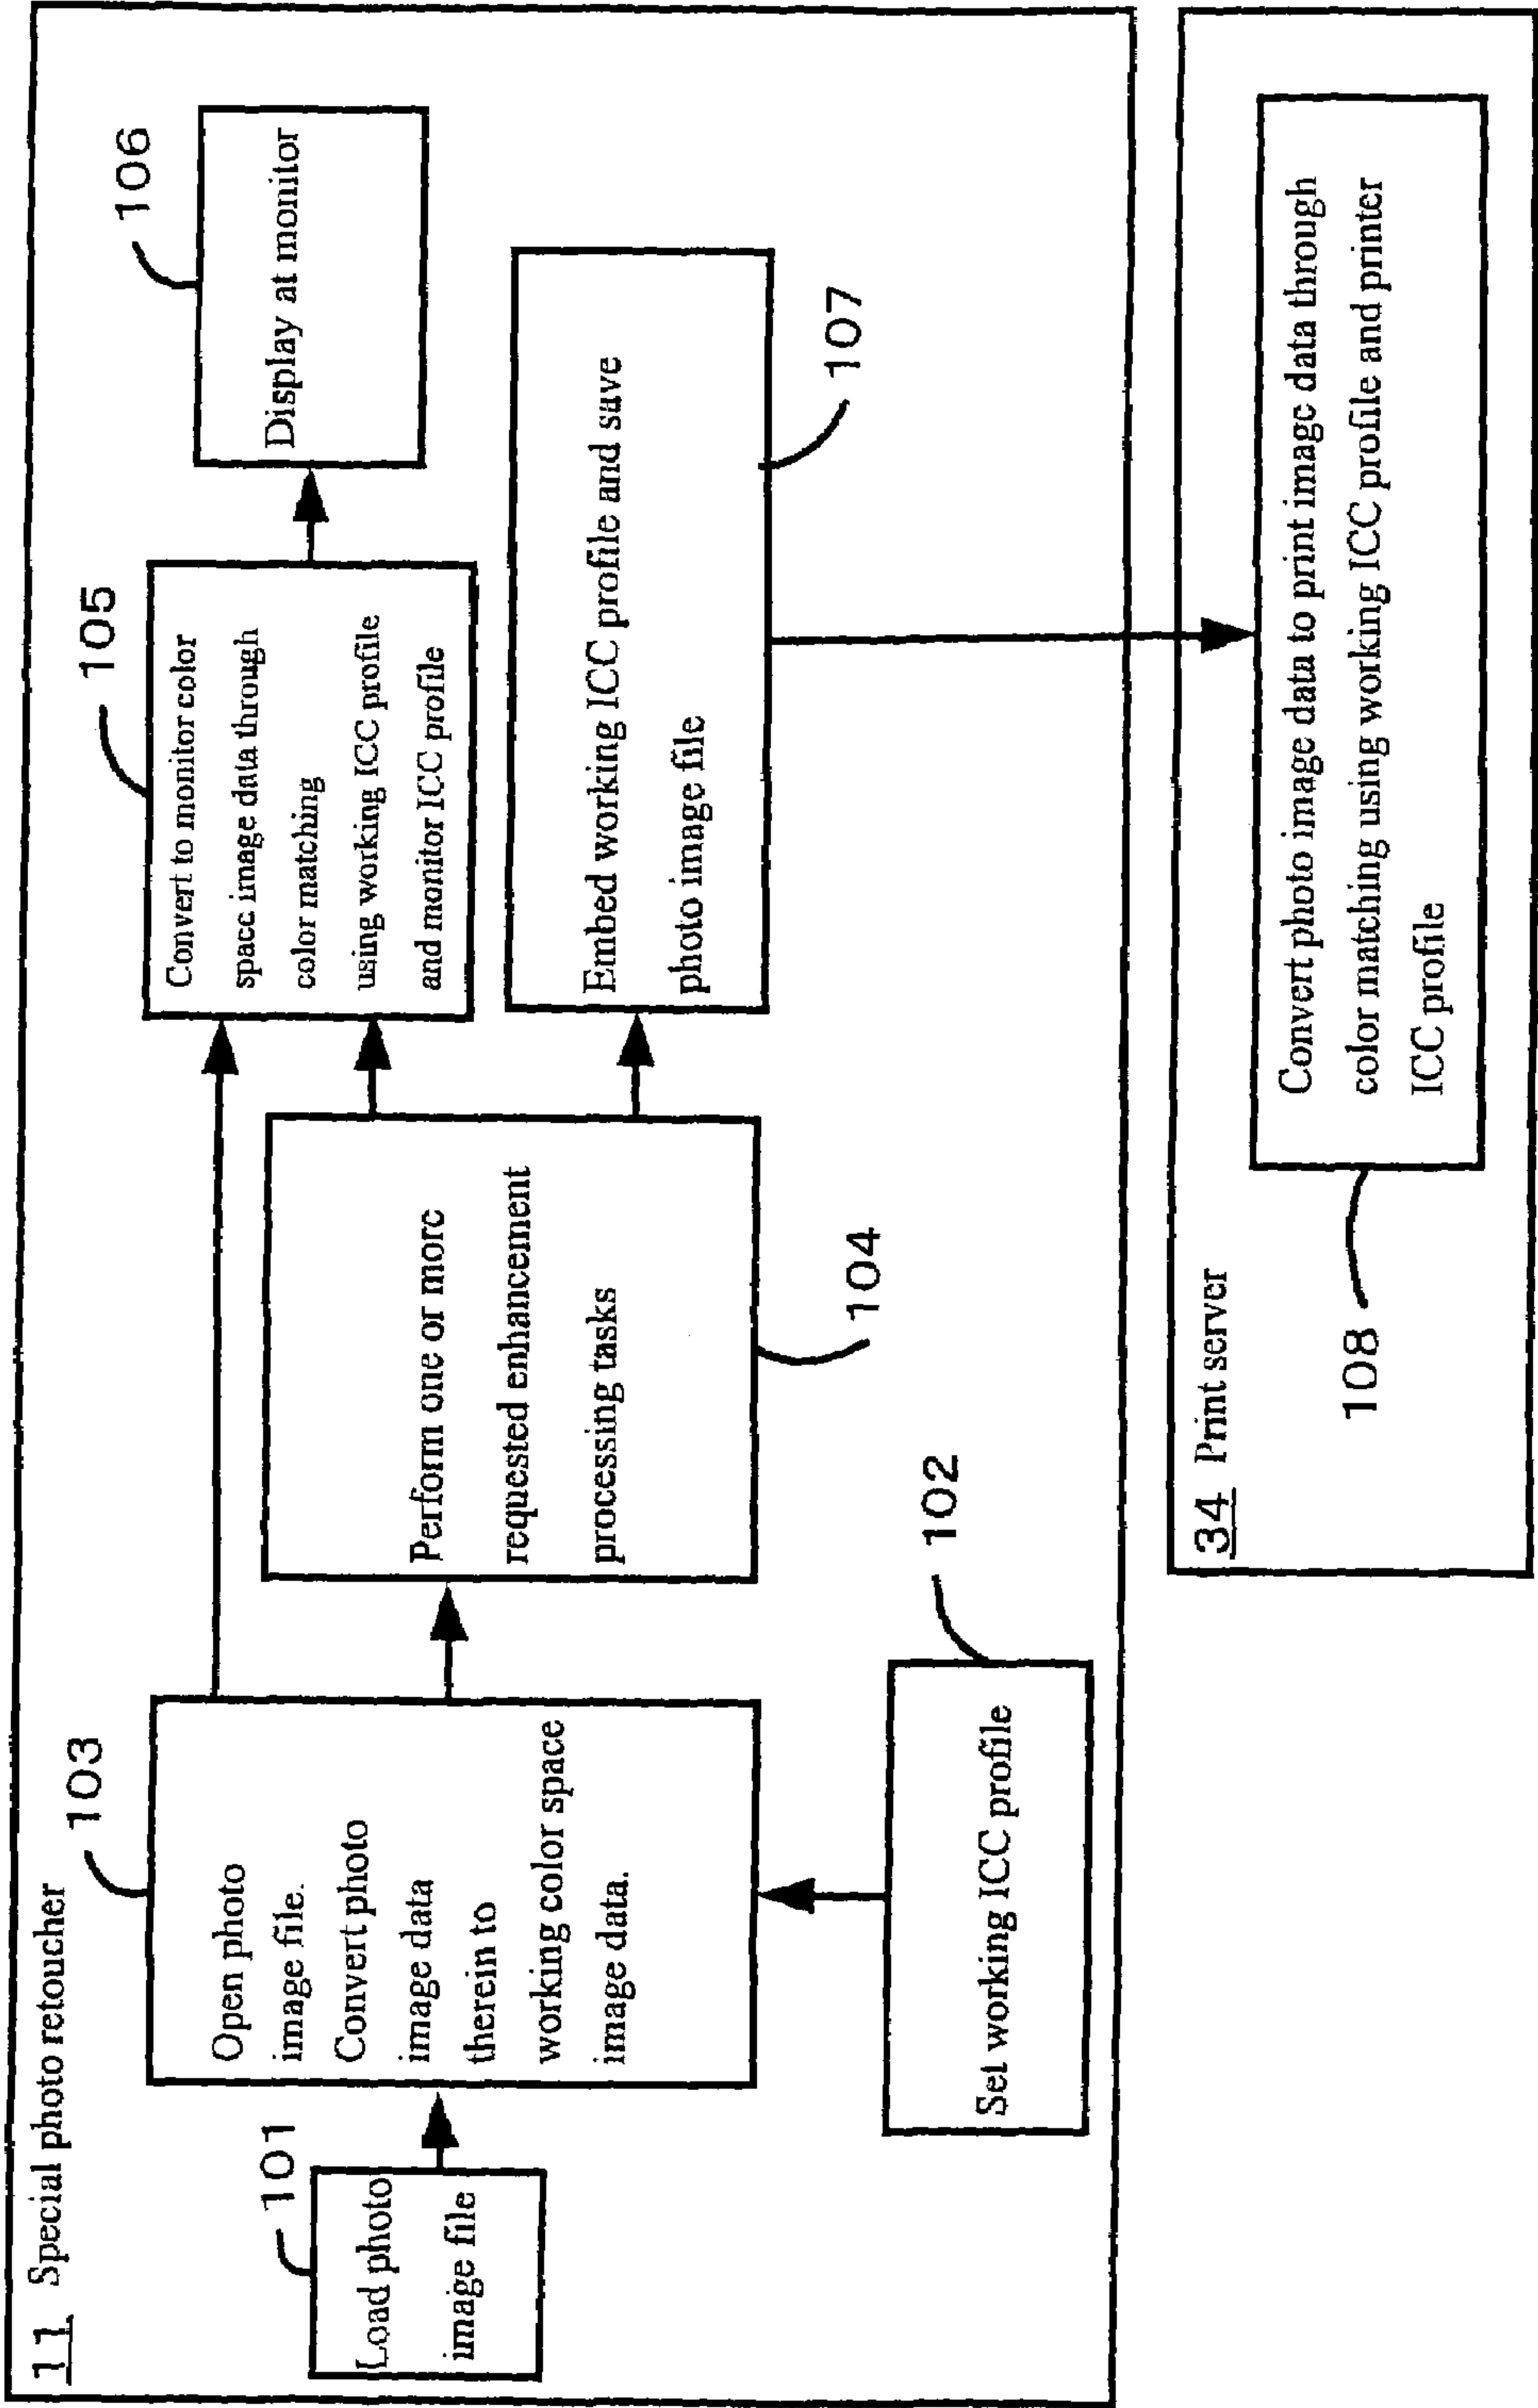 11 Special photo retoucher
101
Load photo
image file
103
Open photo
image file.
Convert photo
image data
therein to
working color space
image data.
102
Set working ICC profile
104
Perform one or more
requested enhancement
processing tasks
105
Convert to monitor color
space image data through
color matching
using working ICC profile
and monitor ICC profile
106
Display at monitor
107
Embed working ICC profile and save
photo image file
34 Print server
108
Convert photo image data to print image data through
color matching using working ICC profile and printer
ICC profile